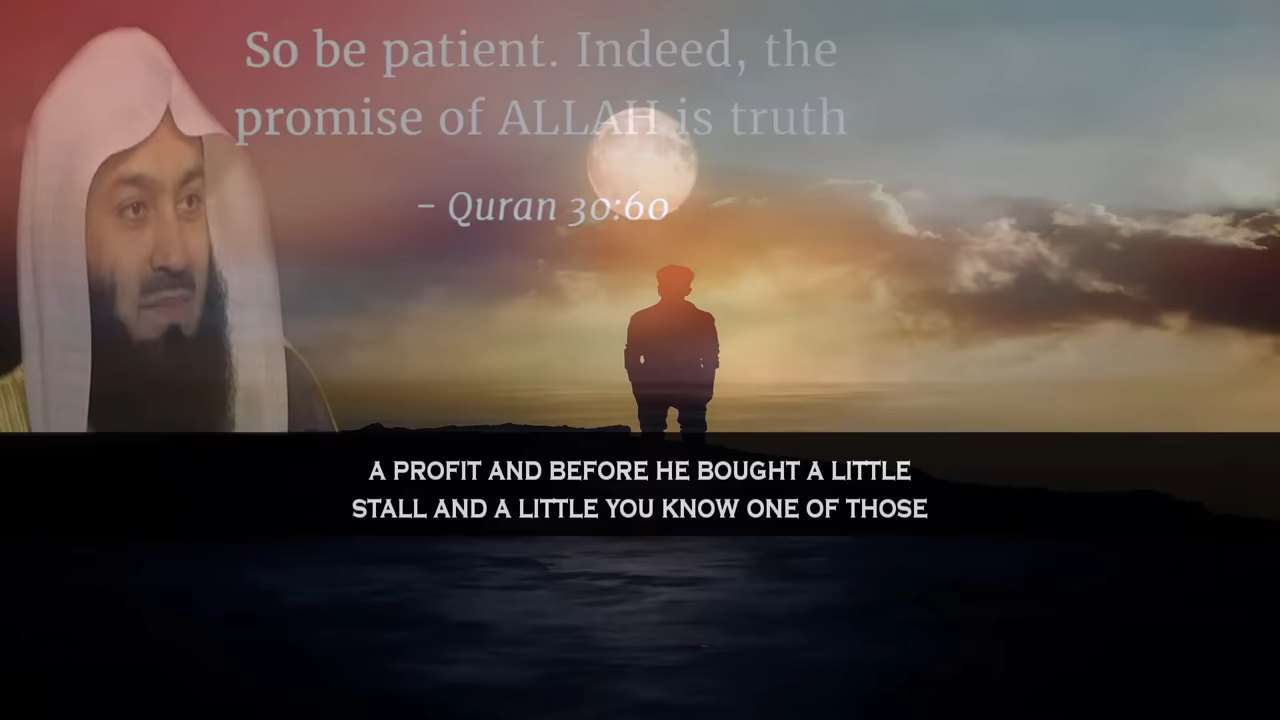 So be patient. Indeed, the
promise of ALLAH is truth
– Quran 30:60
A PROFIT AND BEFORE HE BOUGHT A LITTLE
STALL AND A LITTLE YOU KNOW ONE OF THOSE